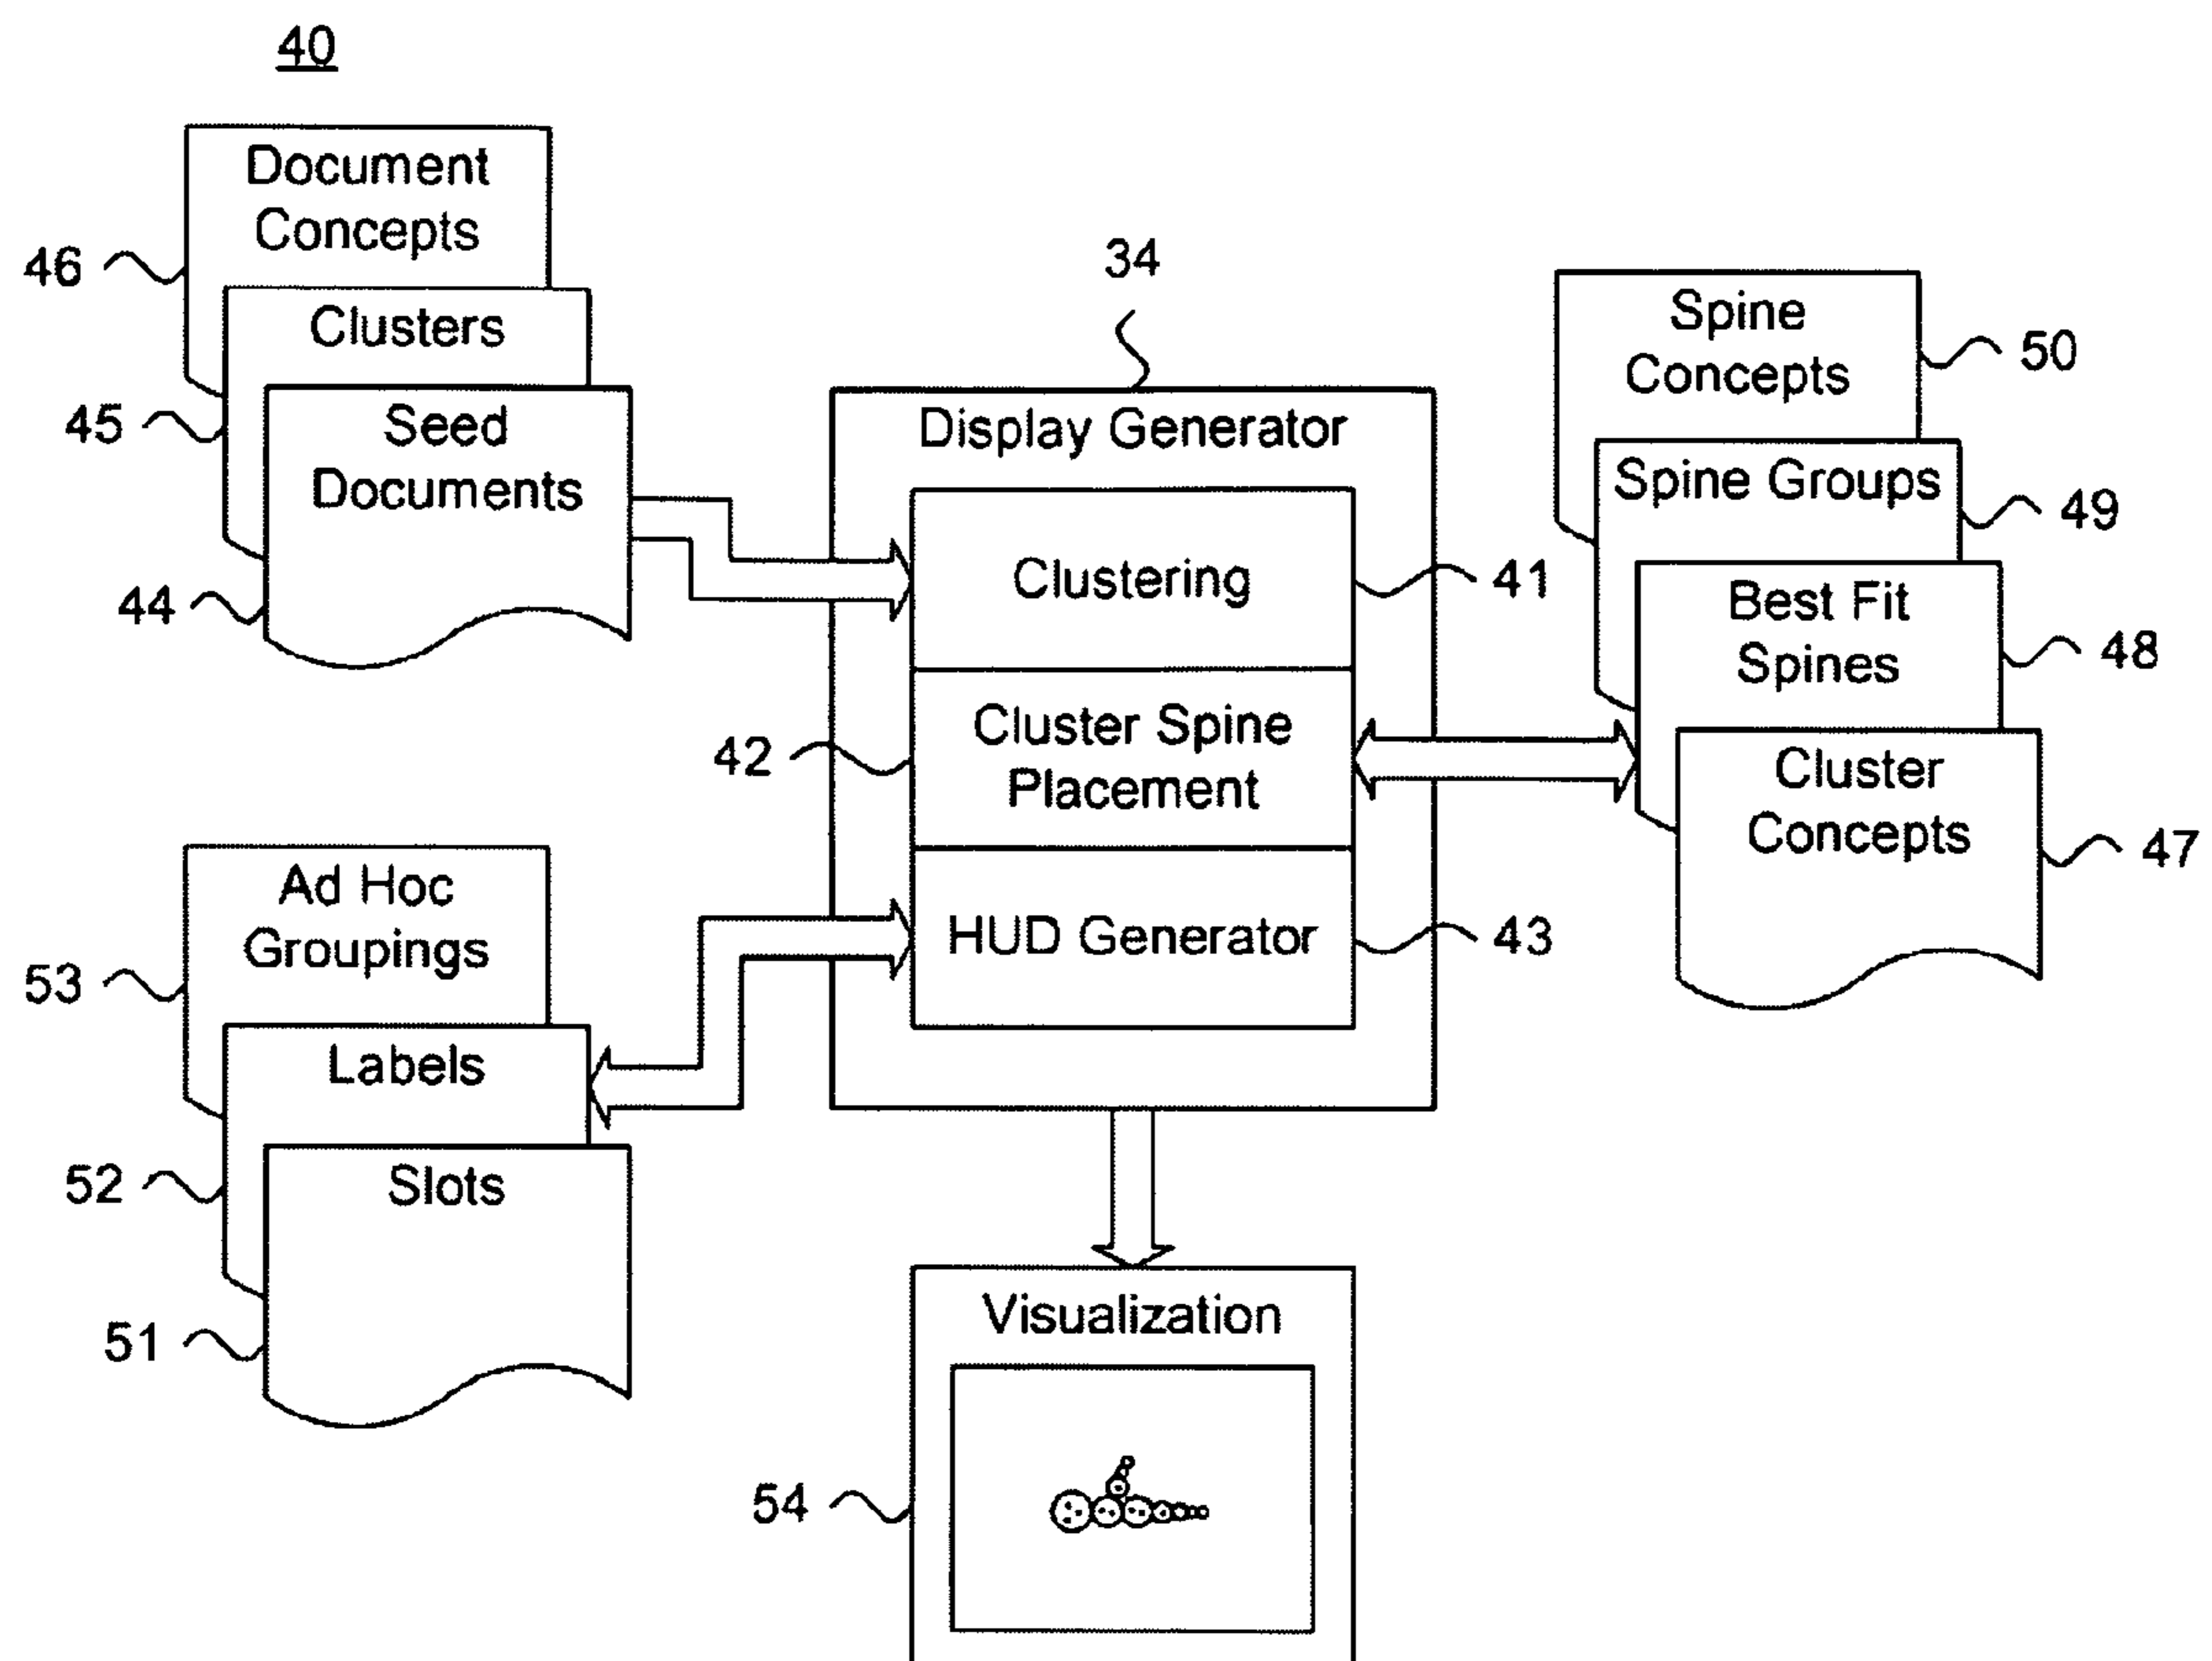 40
Document
Concepts
46
Clusters
45
Seed
Documents
44
34
Display Generator
Clustering
41
Cluster Spine
Placement
42
HUD Generator
43
Spine
Concepts
50
Spine Groups
49
Best Fit
Spines
48
Cluster
Concepts
47
Ad Hoc
Groupings
53
Labels
52
Slots
51
Visualization
54